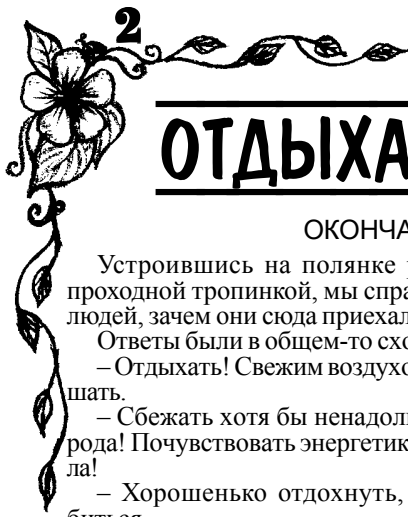 2
ОТДЫХА
ОКОНЧА
Устроившись на полянке
проходной тропинкой, мы спра
людей, зачем они сюда приехал
Ответы были в общем-то схо
– Отдыхать! Свежим воздухо
шать.
– Сбежать хотя бы ненадол
рода! Почувствовать энергетик
ла!
– Хорошенько отдохнуть,